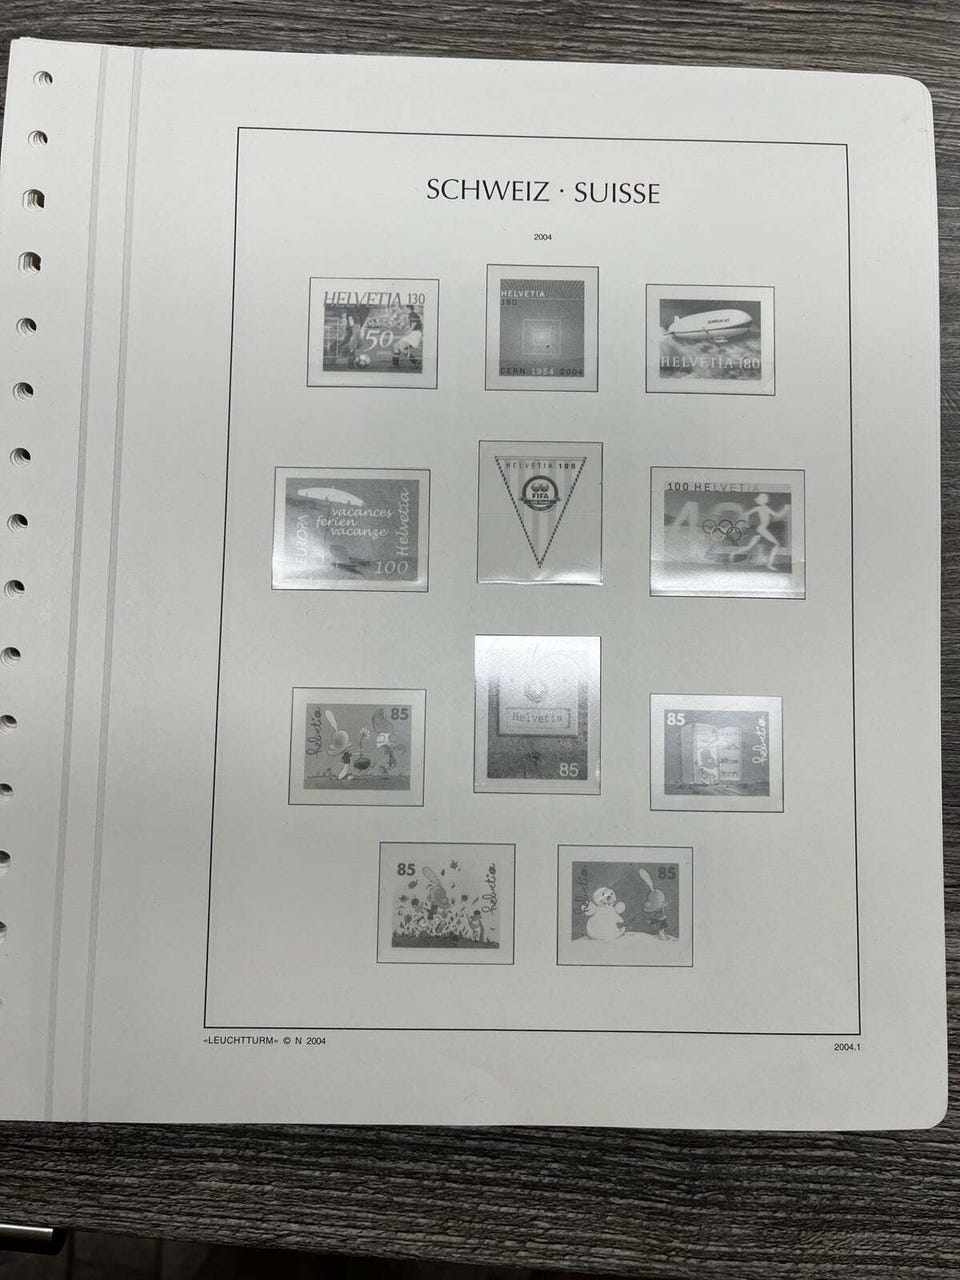 SCHWEIZ · SUISSE
2004
HELVETIA 130
50
HELVETIA
180
CERN 1954 2004
HELVETIA 180
EUROPA
vacances
ferien
vacanze
Helvetia
100
HELVETIA 100
FIFA
100 HELVETIA
helvetia
85
Helvetia
85
85
helvetia
85
helvetia
helvetia
85
«LEUCHTTURM» © N 2004
2004.1